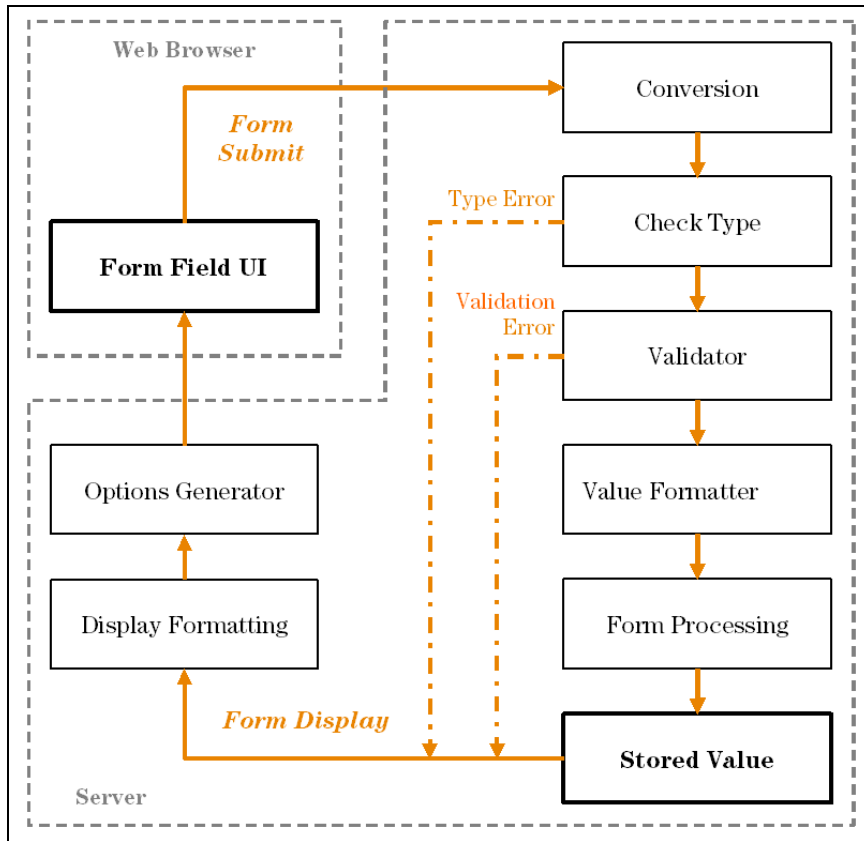 Web Browser
Form
Submit
Form Field UI
Conversion
Type Error
Check Type
Validation
Error
Validator
Options Generator
Value Formatter
Display Formatting
Form Processing
Form Display
Stored Value
Server